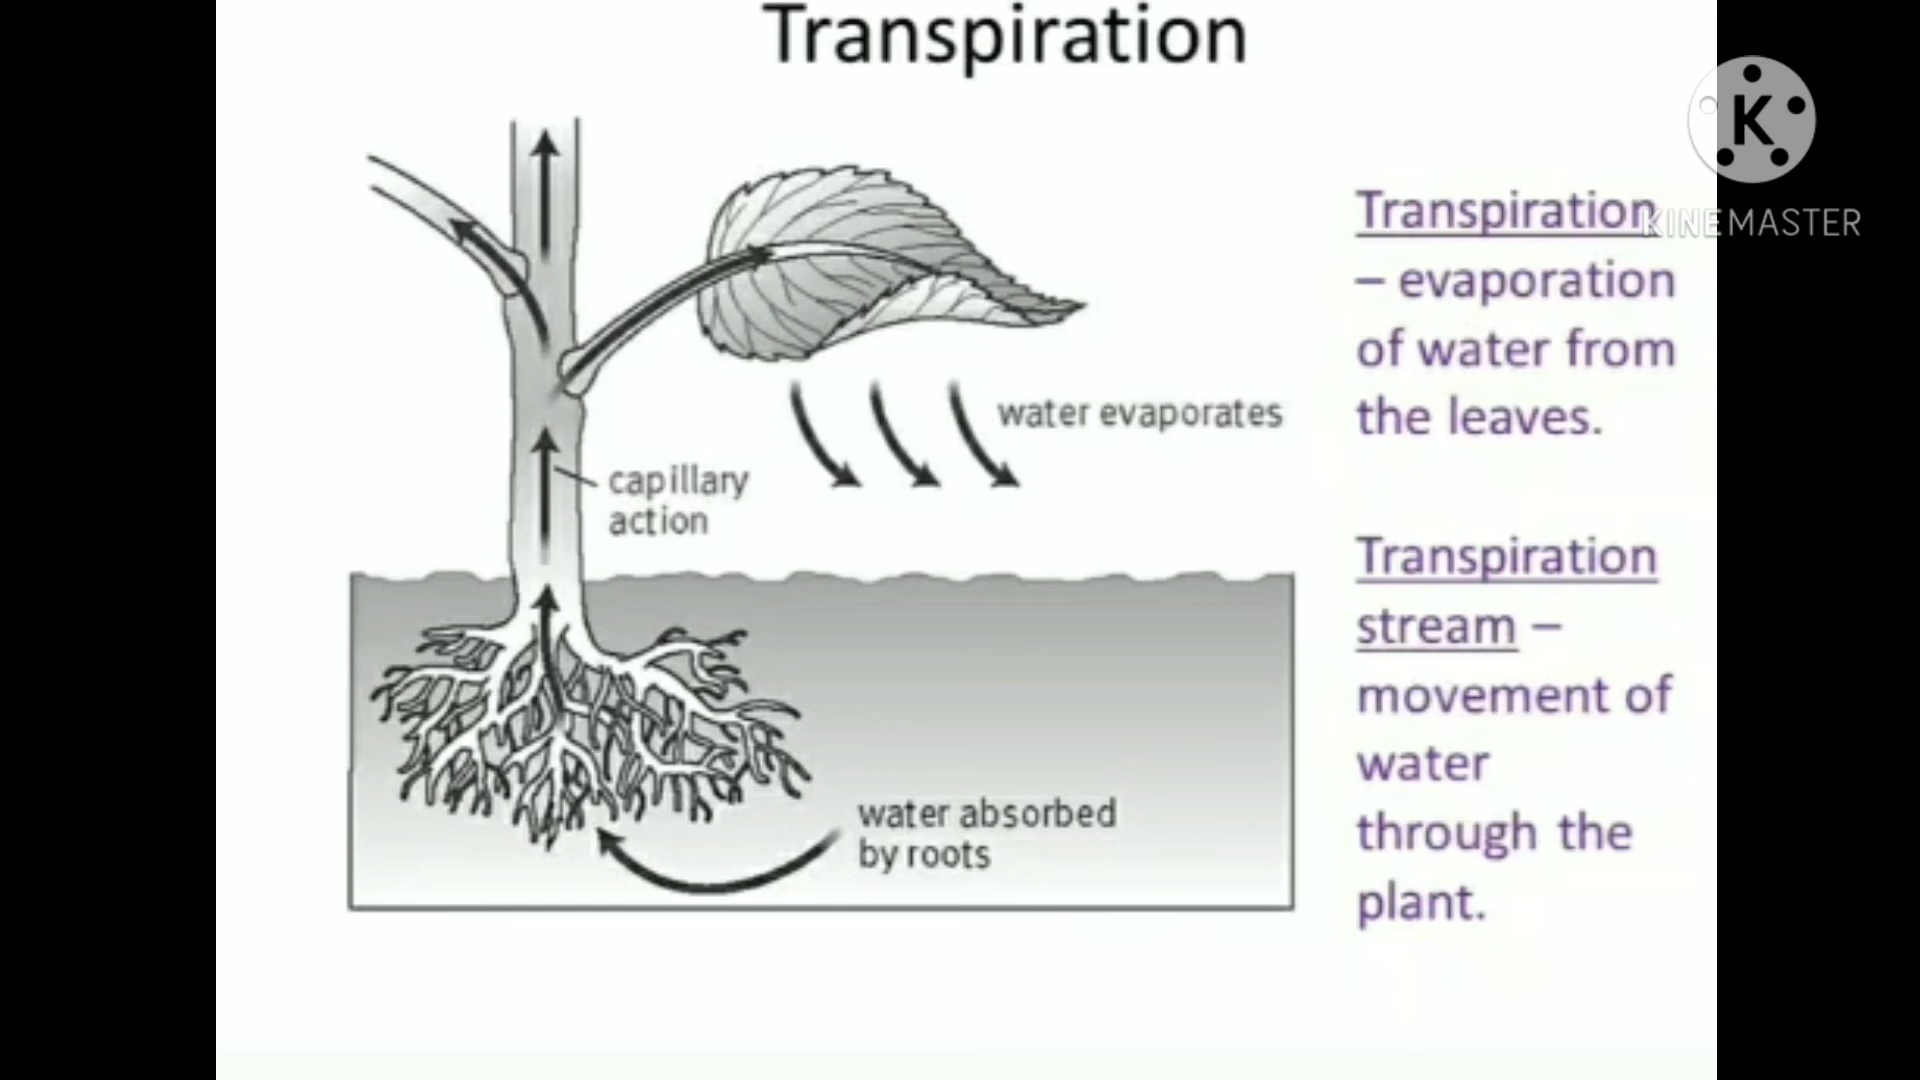 Transpiration
K
KINEMASTER
Transpiration
– evaporation
of water from
the leaves.
water evaporates
capillary
action
Transpiration
stream –
movement of
water
through the
plant.
water absorbed
by roots